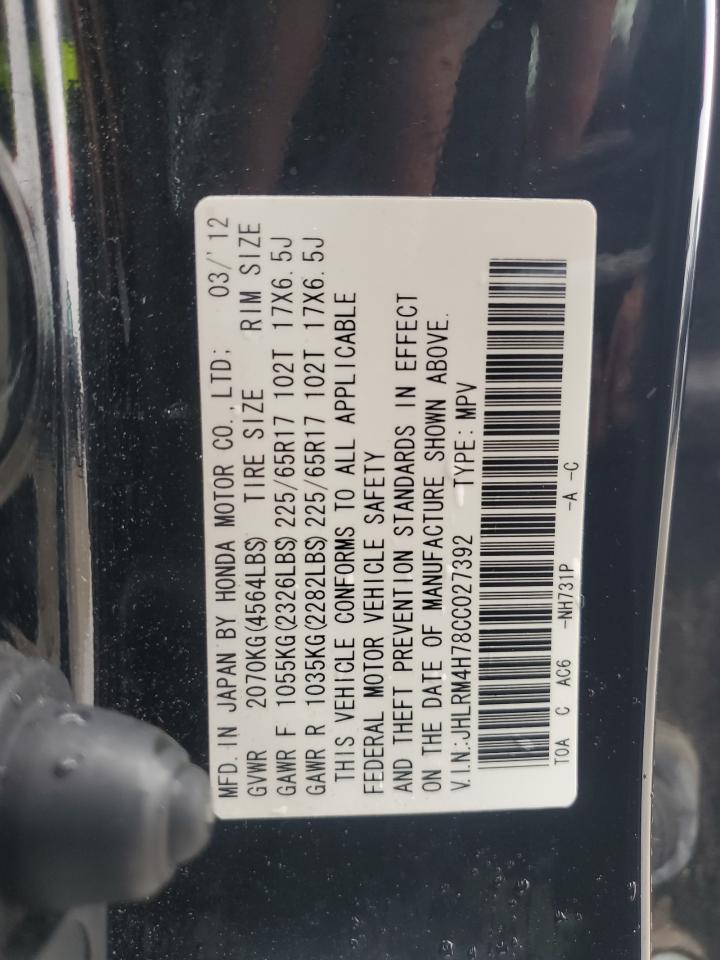 MFD. IN JAPAN BY HONDA MOTOR CO., LTD; 03/'12
GVWR 2070KG(4564LBS) TIRE SIZE RIM SIZE
GAWR F 1055KG(2326LBS) 225/65R17 102T 17X6.5J
GAWR R 1035KG(2282LBS) 225/65R17 102T 17X6.5J
THIS VEHICLE CONFORMS TO ALL APPLICABLE
FEDERAL MOTOR VEHICLE SAFETY
AND THEFT PREVENTION STANDARDS IN EFFECT
ON THE DATE OF MANUFACTURE SHOWN ABOVE.
V.I.N.:JHLRM4H78CC027392 TYPE:MPV
T0A C AC6 -NH731P -A -C